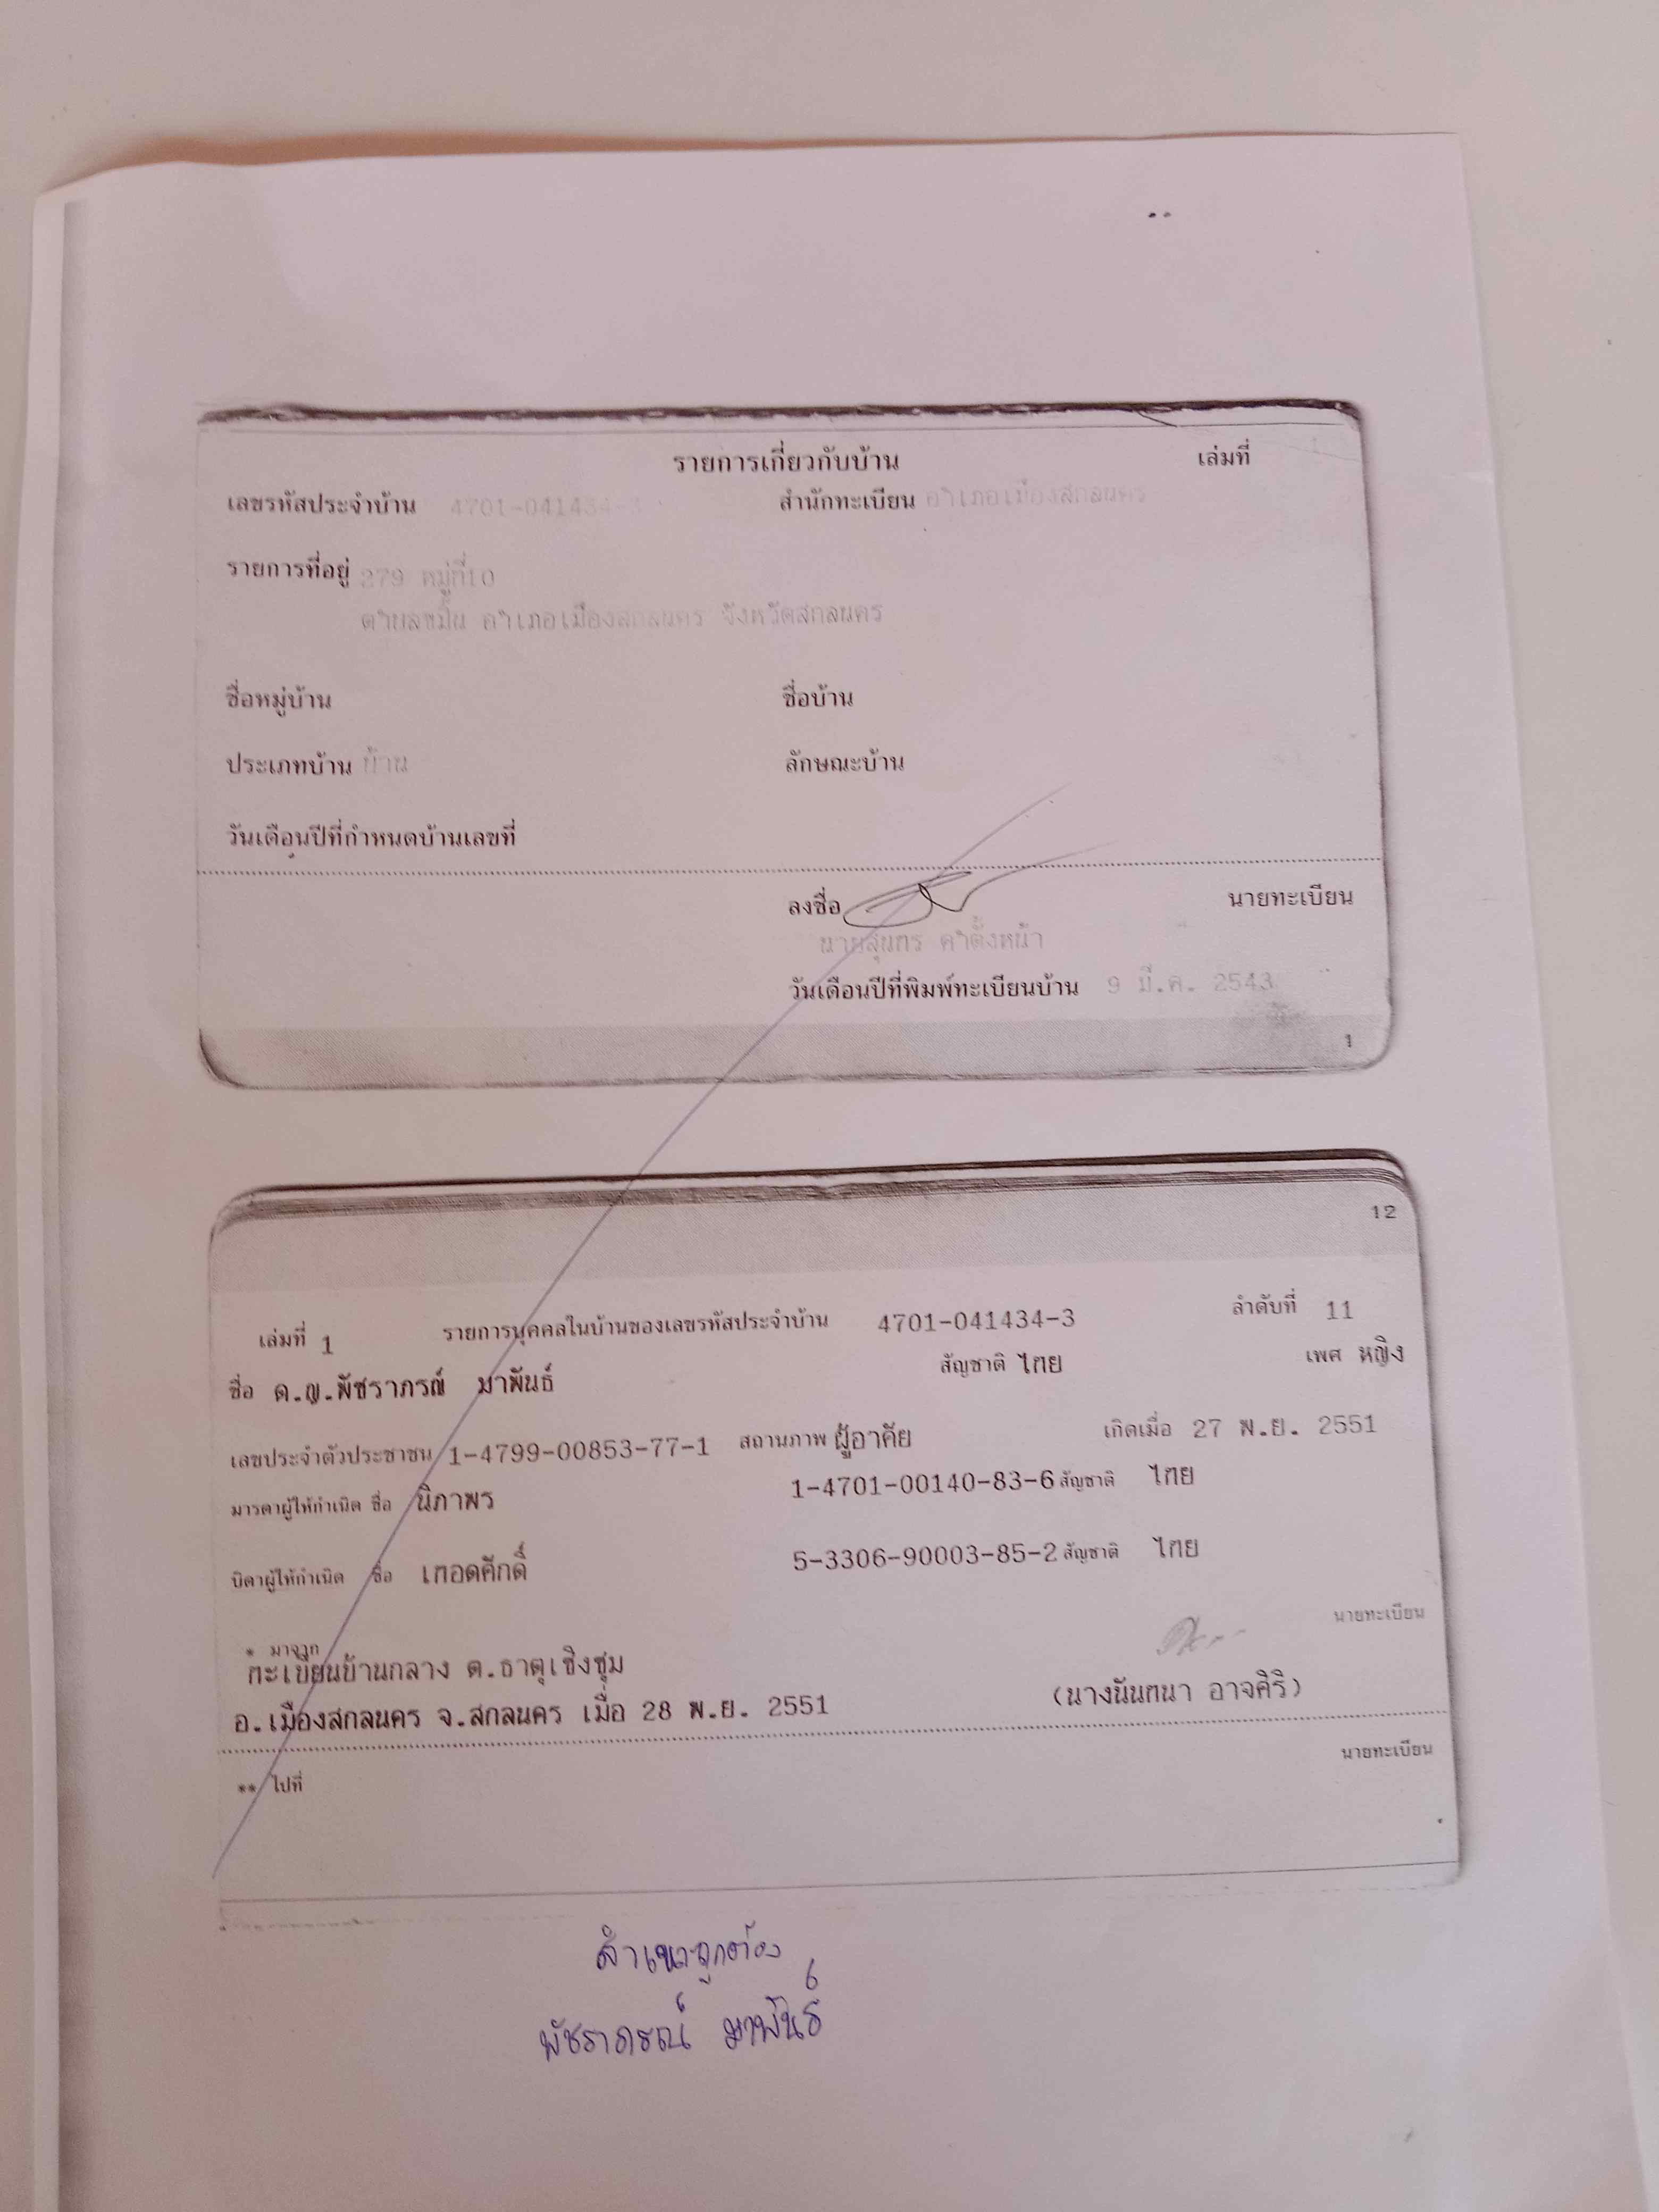 รายการเกี่ยวกับบ้าน เล่มที่
เลขรหัสประจำบ้าน 4701-041434-3 สำนักทะเบียน อำเภอเมืองสกลนคร
รายการที่อยู่ 279 หมู่ที่10
ตำบลขมิ้น อำเภอเมืองสกลนคร จังหวัดสกลนคร
ชื่อหมู่บ้าน ชื่อบ้าน
ประเภทบ้าน บ้าน ลักษณะบ้าน
วันเดือนปีที่กำหนดบ้านเลขที่
ลงชื่อ นายทะเบียน
นายสุนทร คำตั้งหน้า
วันเดือนปีที่พิมพ์ทะเบียนบ้าน 9 มี.ค. 2543
1
12
เล่มที่ 1 รายการบุคคลในบ้านของเลขรหัสประจำบ้าน 4701-041434-3 ลำดับที่ 11
ชื่อ ด.ญ.พัชราภรณ์ มาพันธ์ สัญชาติ ไทย เพศ หญิง
เลขประจำตัวประชาชน 1-4799-00853-77-1 สถานภาพ ผู้อาศัย เกิดเมื่อ 27 พ.ย. 2551
มารดาผู้ให้กำเนิด ชื่อ นิภาพร 1-4701-00140-83-6 สัญชาติ ไทย
บิดาผู้ให้กำเนิด ชื่อ เทอดศักดิ์ 5-3306-90003-85-2 สัญชาติ ไทย
* มาจาก นายทะเบียน
ทะเบียนบ้านกลาง ต.ธาตุเชิงชุม
อ.เมืองสกลนคร จ.สกลนคร เมื่อ 28 พ.ย. 2551 (นางนันทนา อาจศิริ)
** ไปที่ นายทะเบียน
สำเนาถูกต้อง
พัชราภรณ์ มาพันธ์